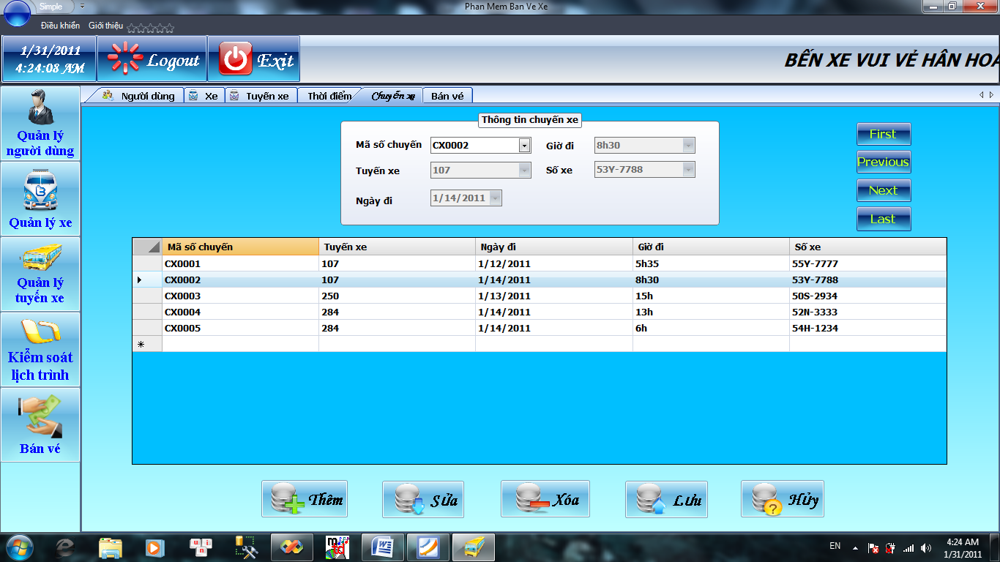 Simple
Phan Mem Ban Ve Xe
Điều khiển Giới thiệu
1/31/2011
4:24:08 AM
Logout
Exit
BẾN XE VUI VẺ HÂN HOA
Người dùng Xe Tuyến xe Thời điểm Chuyến xe Bán vé
Quản lý
người dùng
Quản lý xe
Quản lý
tuyến xe
Kiểm soát
lịch trình
Bán vé
Thông tin chuyến xe
Mã số chuyến CX0002 Giờ đi 8h30
Tuyến xe 107 Số xe 53Y-7788
Ngày đi 1/14/2011
First
Previous
Next
Last
Mã số chuyến Tuyến xe Ngày đi Giờ đi Số xe
CX0001 107 1/12/2011 5h35 55Y-7777
CX0002 107 1/14/2011 8h30 53Y-7788
CX0003 250 1/13/2011 15h 50S-2934
CX0004 284 1/14/2011 13h 52N-3333
CX0005 284 1/14/2011 6h 54H-1234
Thêm Sửa Xóa Lưu Hủy
EN
4:24 AM
1/31/2011